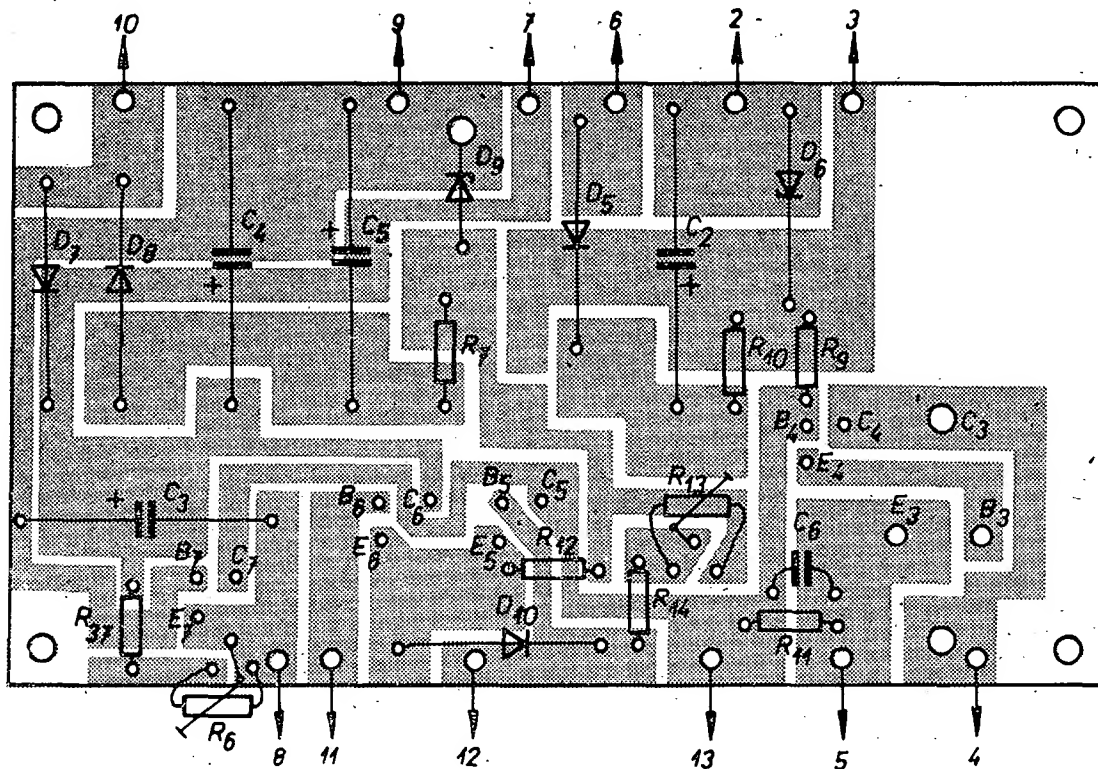 10 9 7 6 2 3
D9
D6
D5
D7 D8 C4 + + C5 C2 +
R7 R10 R9
B4 C4 C3
E4
+ C3 B6 C6 B5 C5 R13
E6 E5 R12 C6 E3 B3
B7 C7
R37 E7 D10 R14 R11
R6
8 11 12 13 5 4